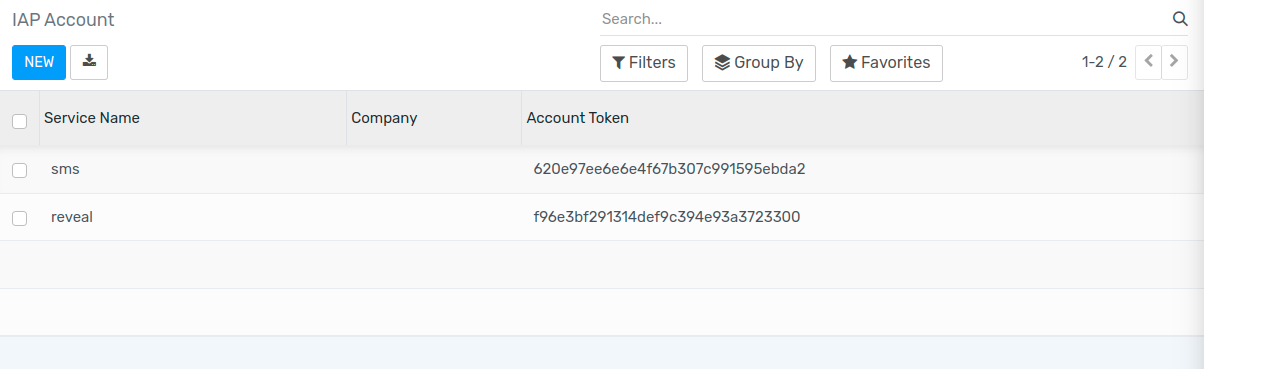 IAP Account
Search...
NEW
Filters Group By Favorites 1-2 / 2
Service Name Company Account Token
sms 620e97ee6e6e4f67b307c991595ebda2
reveal f96e3bf291314def9c394e93a3723300